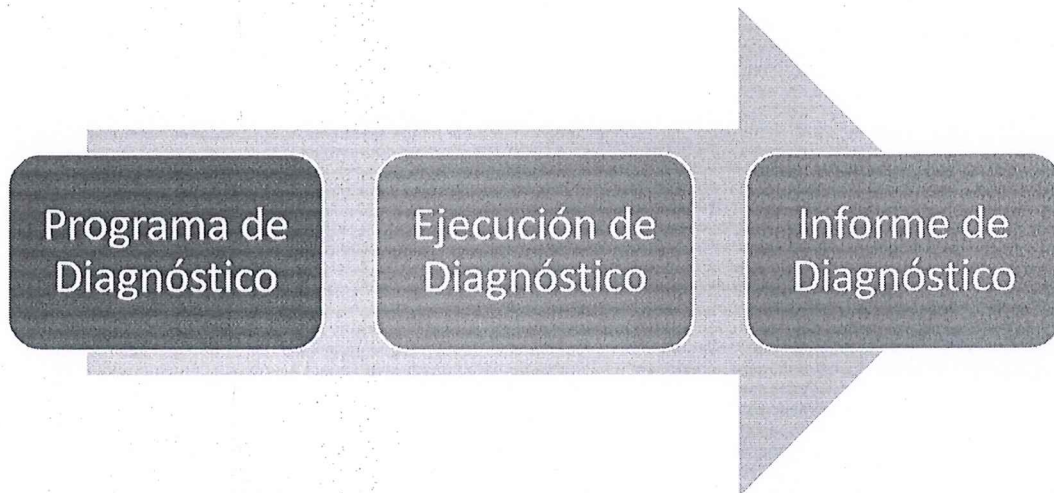 Programa de
Diagnóstico
Ejecución de
Diagnóstico
Informe de
Diagnóstico